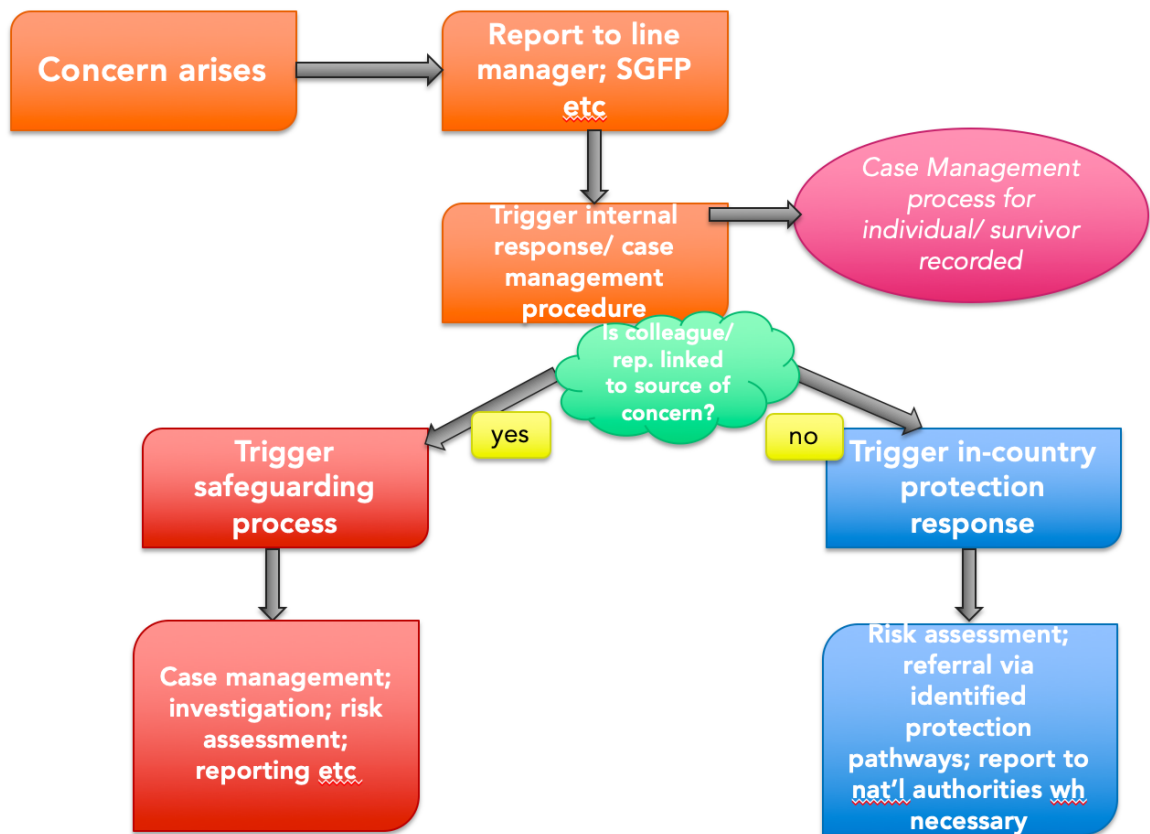 Concern arises
Report to line
manager; SGFP
etc
Trigger internal
response/ case
management
procedure
Case Management
process for
individual/ survivor
recorded
Is colleague/
rep. linked
to source of
concern?
yes
no
Trigger
safeguarding
process
Trigger in-country
protection
response
Case management;
investigation; risk
assessment;
reporting etc
Risk assessment;
referral via
identified
protection
pathways; report to
nat'l authorities wh
necessary